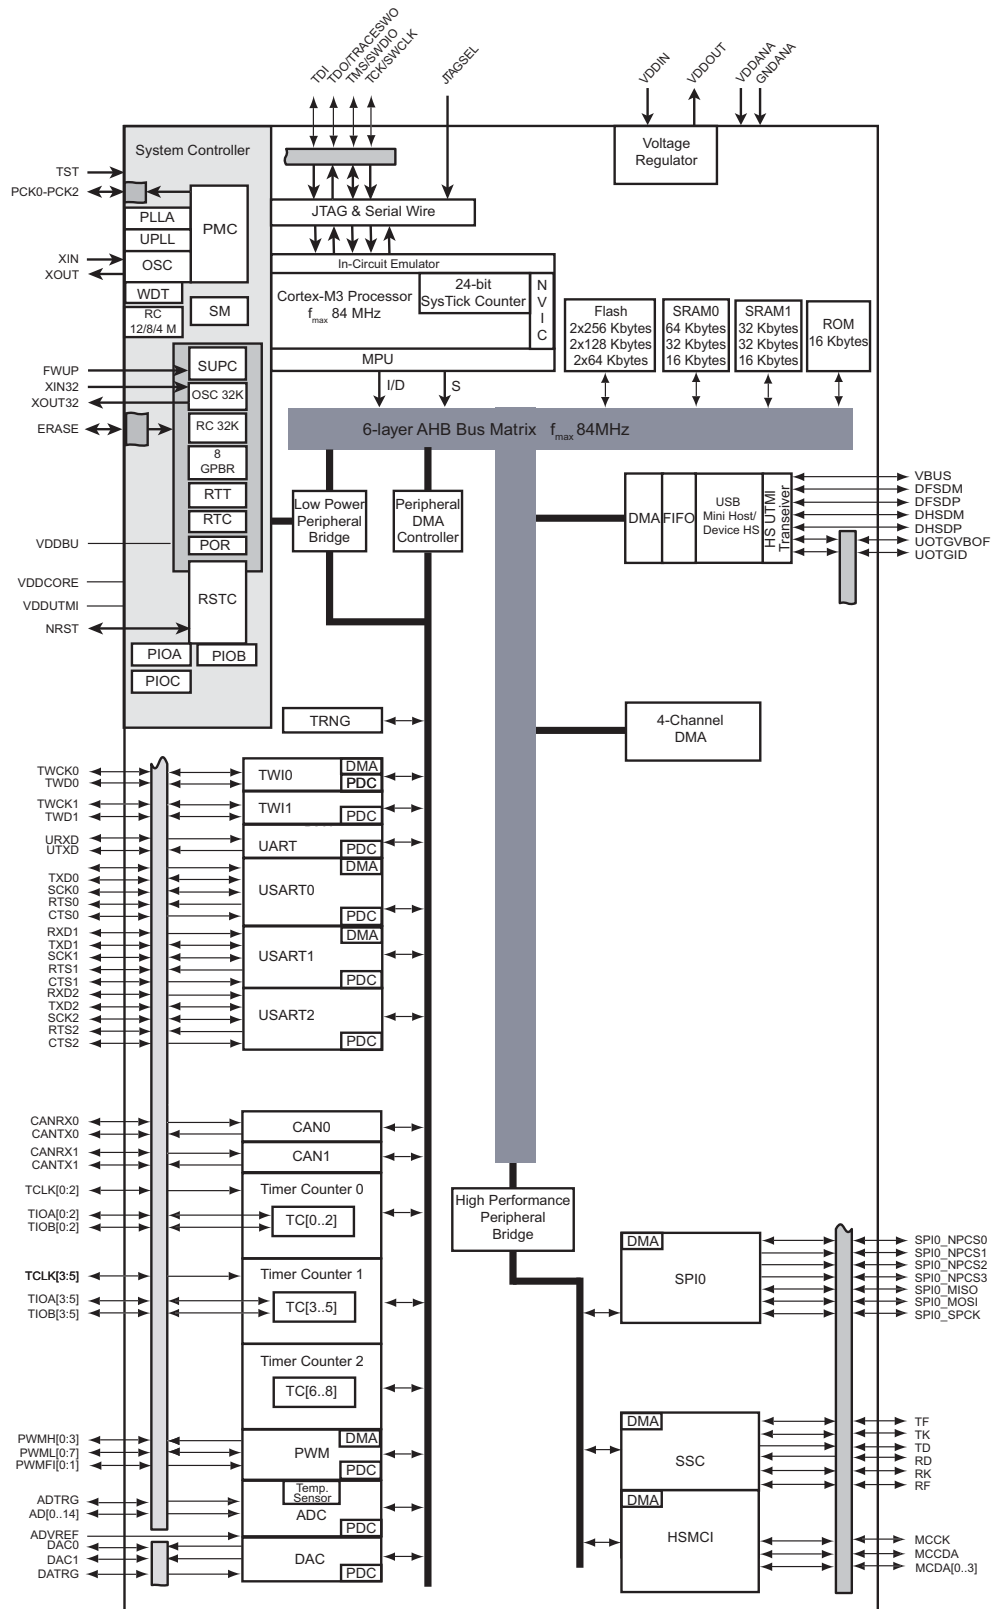 TDI
TDO/TRACESWO
TMS/SWDIO
TCK/SWCLK
JTAGSEL
VDDIN
VDDOUT
VDDANA
GNDANA
System Controller
Voltage
Regulator
TST
PCK0-PCK2
PLLA
UPLL
OSC
PMC
XIN
XOUT
WDT
RC
12/8/4 M
SM
JTAG & Serial Wire
In-Circuit Emulator
Cortex-M3 Processor
fmax 84 MHz
24-bit
SysTick Counter
N
V
I
C
MPU
I/D
S
Flash
2x256 Kbytes
2x128 Kbytes
2x64 Kbytes
SRAM0
64 Kbytes
32 Kbytes
16 Kbytes
SRAM1
32 Kbytes
32 Kbytes
16 Kbytes
ROM
16 Kbytes
FWUP
XIN32
XOUT32
ERASE
SUPC
OSC 32K
RC 32K
8
GPBR
RTT
RTC
POR
VDDBU
VDDCORE
VDDUTMI
NRST
RSTC
PIOA
PIOB
PIOC
6-layer AHB Bus Matrix fmax 84MHz
Low Power
Peripheral
Bridge
Peripheral
DMA
Controller
DMA
FIFO
USB
Mini Host/
Device HS
HS UTMI
Transeiver
VBUS
DFSDM
DFSDP
DHSDM
DHSDP
UOTGVBOF
UOTGID
TRNG
4-Channel
DMA
TWCK0
TWD0
TWI0
DMA
PDC
TWCK1
TWD1
TWI1
PDC
URXD
UTXD
UART
PDC
TXD0
SCK0
RTS0
CTS0
USART0
DMA
PDC
RXD1
TXD1
SCK1
RTS1
CTS1
USART1
DMA
PDC
RXD2
TXD2
SCK2
RTS2
CTS2
USART2
PDC
CANRX0
CANTX0
CAN0
CANRX1
CANTX1
CAN1
TCLK[0:2]
TIOA[0:2]
TIOB[0:2]
Timer Counter 0
TC[0..2]
TCLK[3:5]
TIOA[3:5]
TIOB[3:5]
Timer Counter 1
TC[3..5]
Timer Counter 2
TC[6..8]
High Performance
Peripheral
Bridge
DMA
SPI0
SPI0_NPCS0
SPI0_NPCS1
SPI0_NPCS2
SPI0_NPCS3
SPI0_MISO
SPI0_MOSI
SPI0_SPCK
PWMH[0:3]
PWML[0:7]
PWMFI[0:1]
PWM
DMA
PDC
DMA
SSC
TF
TK
TD
RD
RK
RF
ADTRG
AD[0..14]
ADVREF
Temp.
Sensor
ADC
PDC
DAC0
DAC1
DATRG
DAC
PDC
DMA
HSMCI
MCCK
MCCDA
MCDA[0..3]